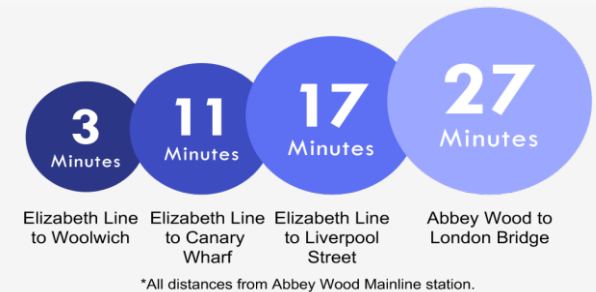 3
Minutes
11
Minutes
17
Minutes
27
Minutes
Elizabeth Line
to Woolwich
Elizabeth Line
to Canary
Wharf
Elizabeth Line
to Liverpool
Street
Abbey Wood to
London Bridge
*All distances from Abbey Wood Mainline station.